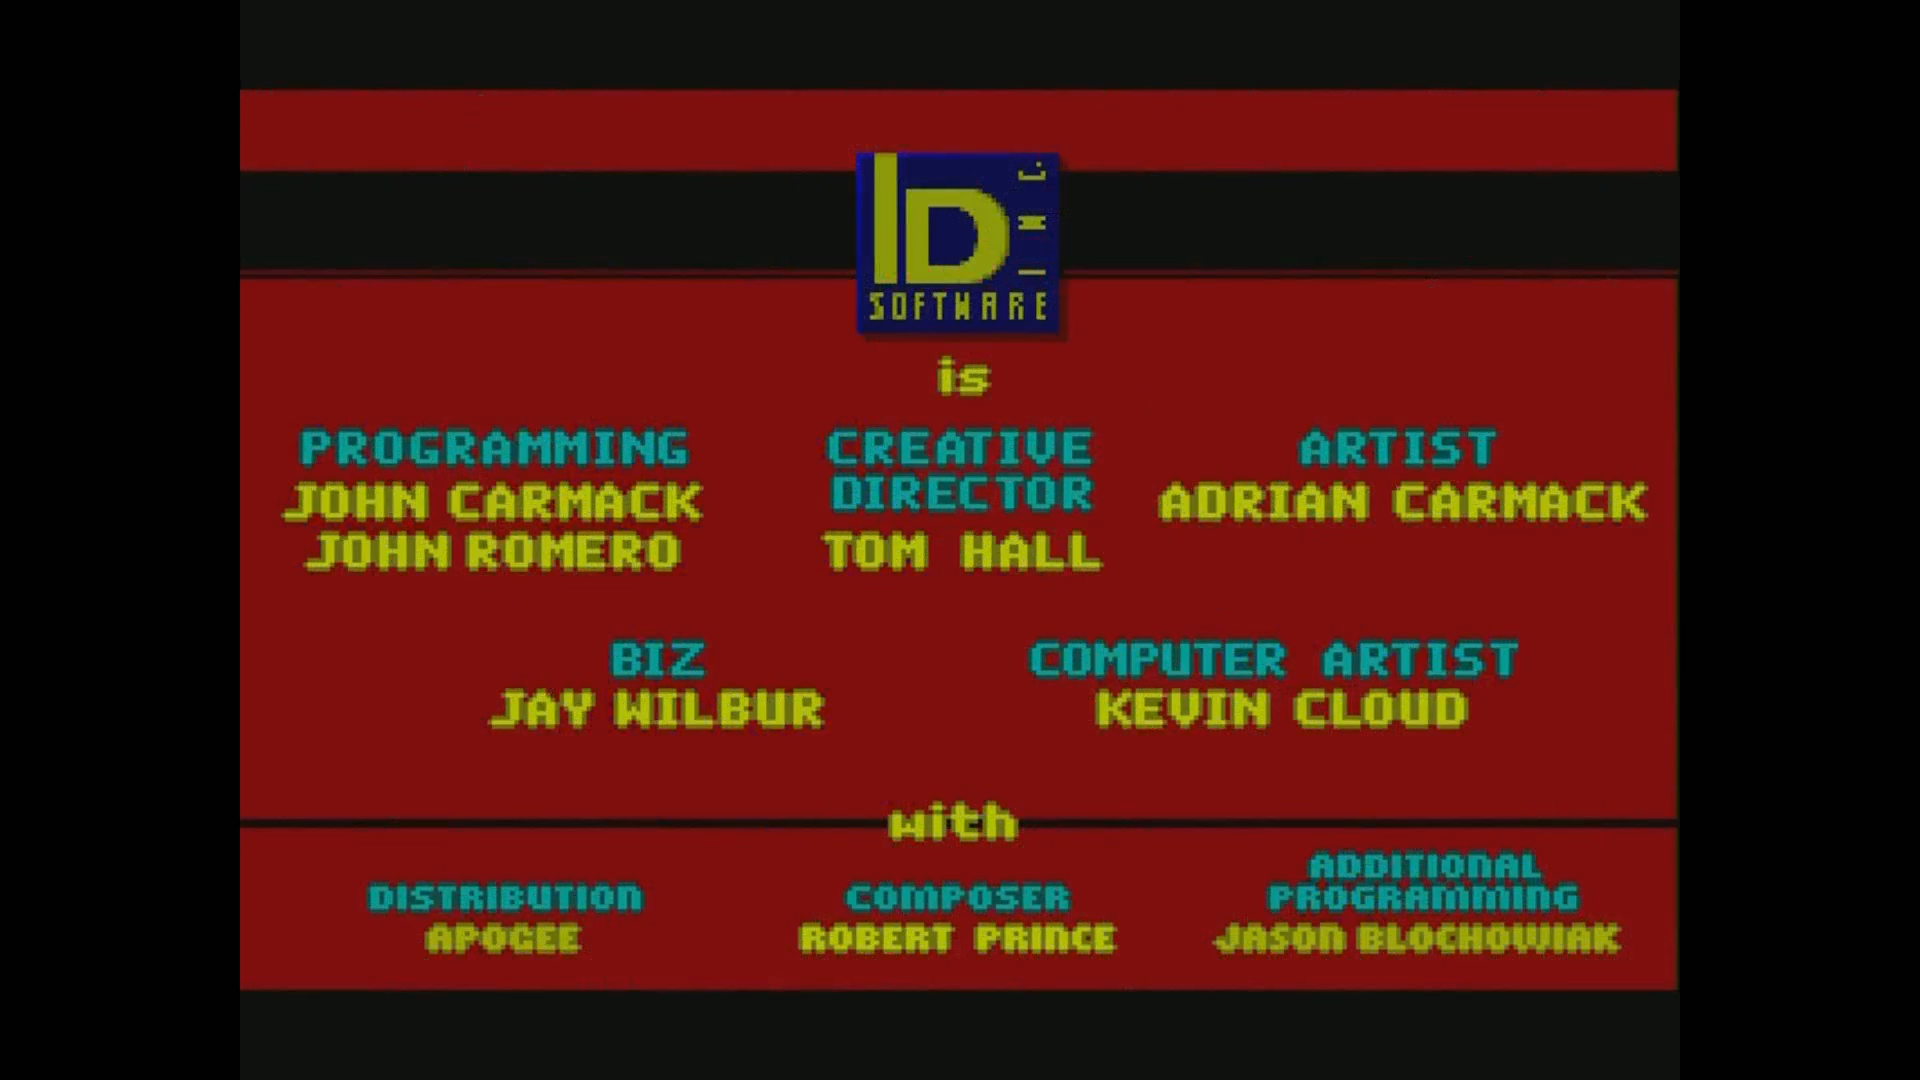 ID
INC.
SOFTWARE
is
PROGRAMMING
JOHN CARMACK
JOHN ROMERO
CREATIVE
DIRECTOR
TOM HALL
ARTIST
ADRIAN CARMACK
BIZ
JAY WILBUR
COMPUTER ARTIST
KEVIN CLOUD
with
DISTRIBUTION
APOGEE
COMPOSER
ROBERT PRINCE
ADDITIONAL
PROGRAMMING
JASON BLOCHOWIAK